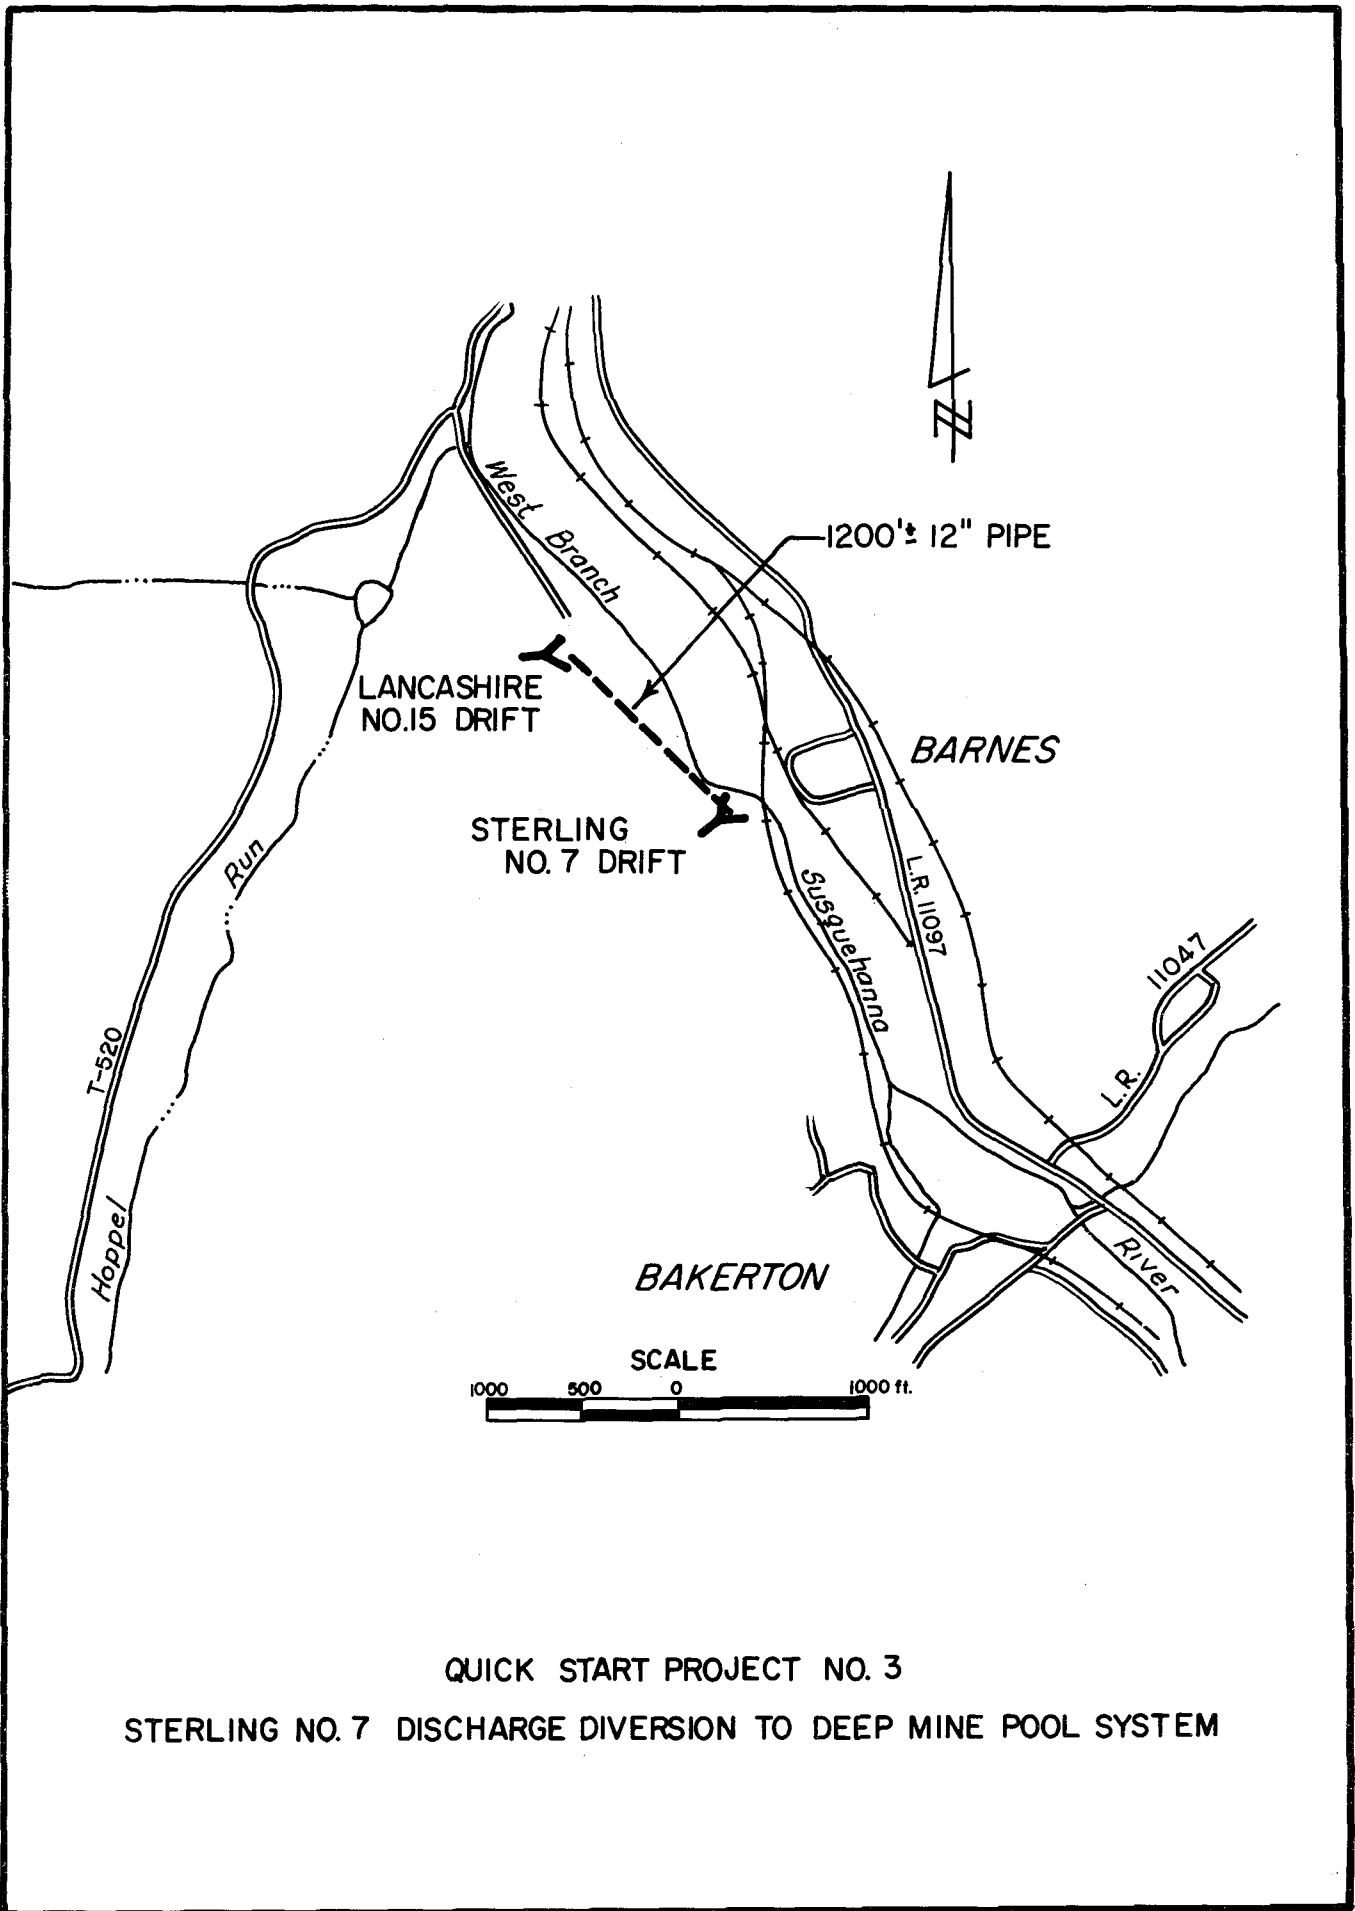 N
West Branch
1200'± 12" PIPE
LANCASHIRE
NO.15 DRIFT
BARNES
STERLING
NO. 7 DRIFT
Run
Susquehanna
L.R. 11097
11047
L.R.
T-520
Hoppel
River
BAKERTON
SCALE
1000 500 0 1000 ft.
QUICK START PROJECT NO. 3
STERLING NO. 7 DISCHARGE DIVERSION TO DEEP MINE POOL SYSTEM